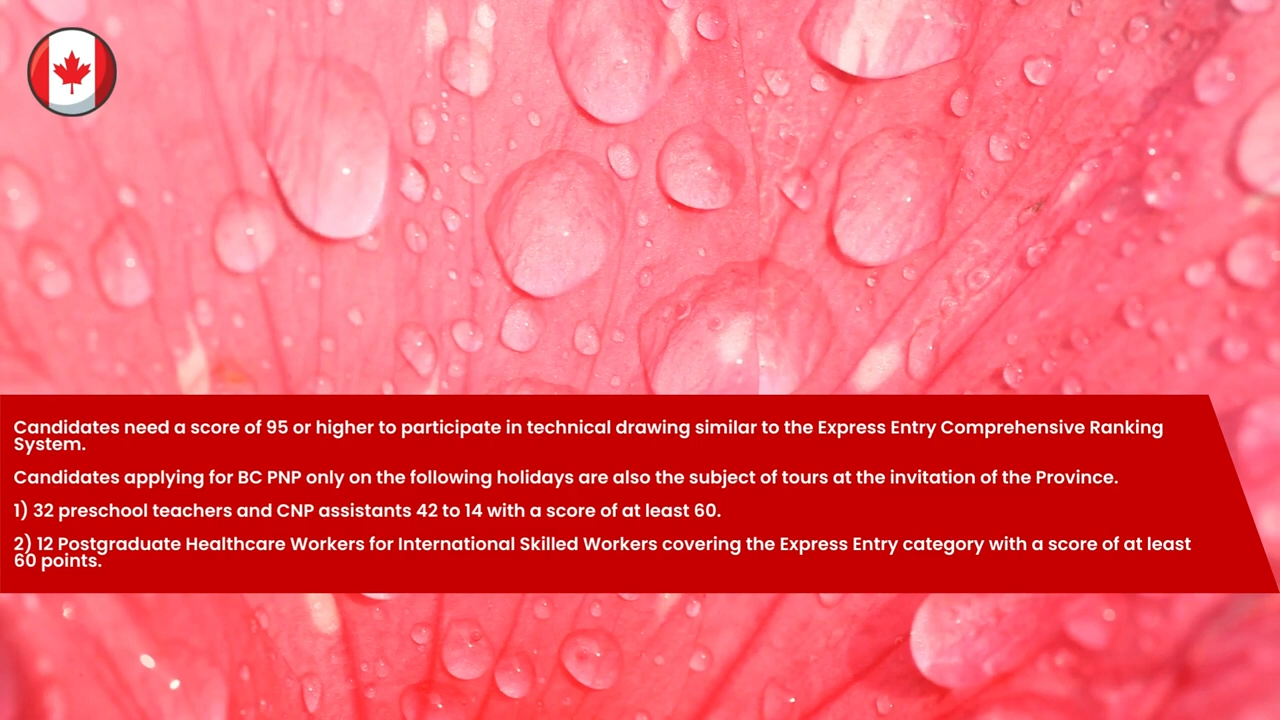 Candidates need a score of 95 or higher to participate in technical drawing similar to the Express Entry Comprehensive Ranking
System.
Candidates applying for BC PNP only on the following holidays are also the subject of tours at the invitation of the Province.
1) 32 preschool teachers and CNP assistants 42 to 14 with a score of at least 60.
2) 12 Postgraduate Healthcare Workers for International Skilled Workers covering the Express Entry category with a score of at least
60 points.